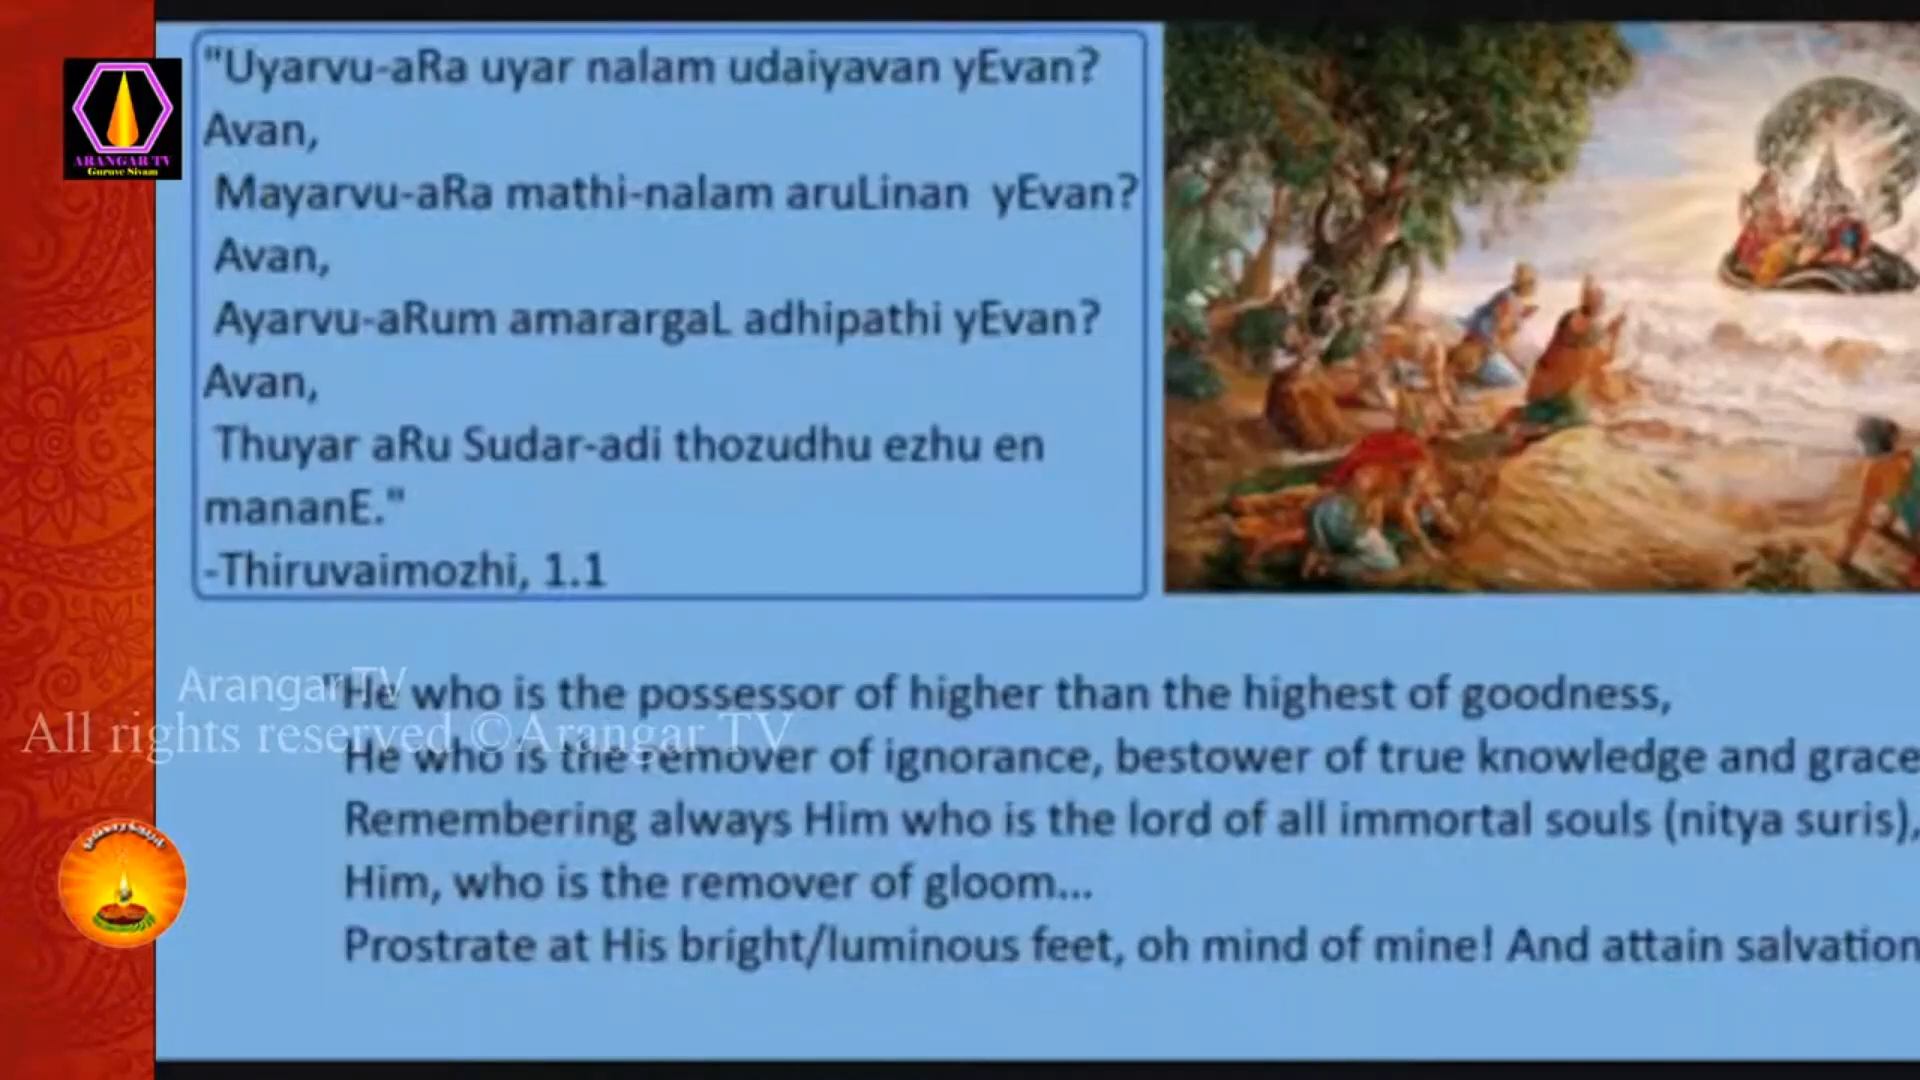 "Uyarvu-aRa uyar nalam udaiyavan yEvan?
Avan,
Mayarvu-aRa mathi-nalam aruLinan yEvan?
Avan,
Ayarvu-aRum amarargaL adhipathi yEvan?
Avan,
Thuyar aRu Sudar-adi thozudhu ezhu en
mananE."
-Thiruvaimozhi, 1.1
ARANGAR TV
Guruve Sivam
"He who is the possessor of higher than the highest of goodness,
He who is the remover of ignorance, bestower of true knowledge and grace
Remembering always Him who is the lord of all immortal souls (nitya suris),
Him, who is the remover of gloom...
Prostrate at His bright/luminous feet, oh mind of mine! And attain salvation
Arangar TV
All rights reserved ©Arangar TV